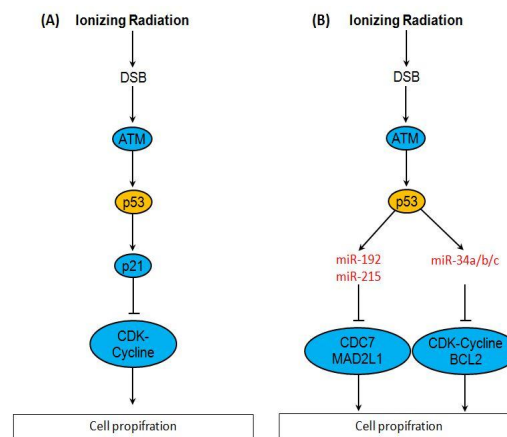 (A) Ionizing Radiation
DSB
ATM
p53
p21
CDK-
Cycline
Cell propifration
(B) Ionizing Radiation
DSB
ATM
p53
miR-192
miR-215
miR-34a/b/c
CDC7
MAD2L1
CDK-Cycline
BCL2
Cell propifration